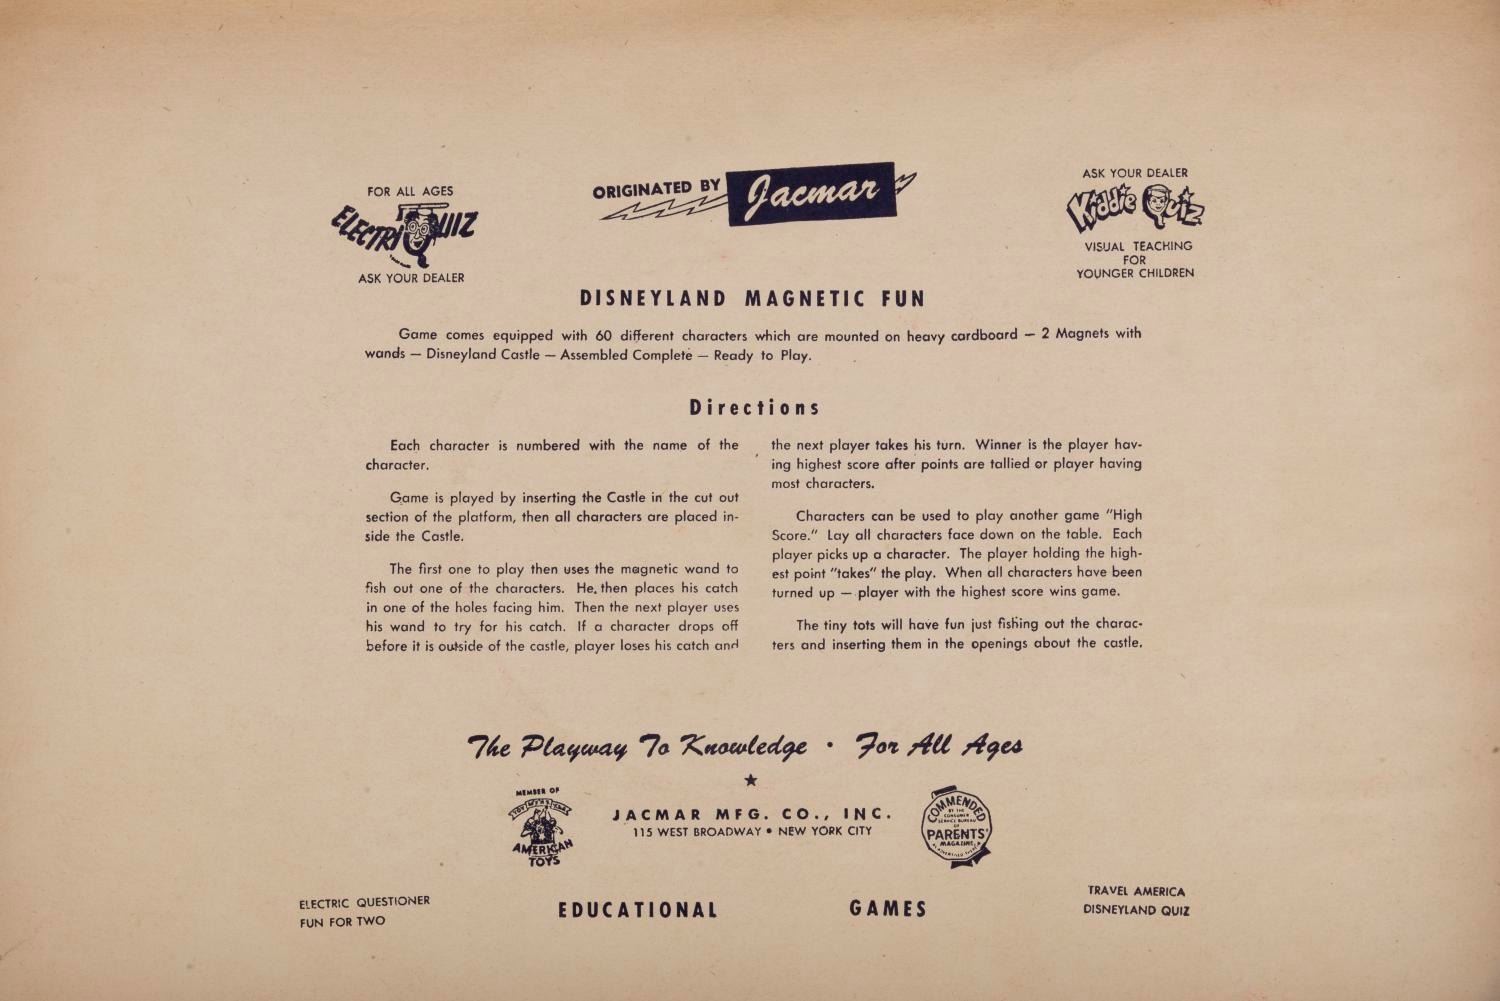 FOR ALL AGES
ELECTRIQUIZ
ASK YOUR DEALER
ORIGINATED BY Jacmar
ASK YOUR DEALER
Kiddie Quiz
VISUAL TEACHING
FOR
YOUNGER CHILDREN
DISNEYLAND MAGNETIC FUN
Game comes equipped with 60 different characters which are mounted on heavy cardboard — 2 Magnets with
wands — Disneyland Castle — Assembled Complete — Ready to Play.
Directions
Each character is numbered with the name of the
character.
Game is played by inserting the Castle in the cut out
section of the platform, then all characters are placed in-
side the Castle.
The first one to play then uses the magnetic wand to
fish out one of the characters. He then places his catch
in one of the holes facing him. Then the next player uses
his wand to try for his catch. If a character drops off
before it is outside of the castle, player loses his catch and
the next player takes his turn. Winner is the player hav-
ing highest score after points are tallied or player having
most characters.
Characters can be used to play another game "High
Score." Lay all characters face down on the table. Each
player picks up a character. The player holding the high-
est point "takes" the play. When all characters have been
turned up — player with the highest score wins game.
The tiny tots will have fun just fishing out the charac-
ters and inserting them in the openings about the castle.
The Playway To Knowledge • For All Ages
MEMBER OF
AMERICAN
TOYS
JACMAR MFG. CO., INC.
115 WEST BROADWAY • NEW YORK CITY
COMMENDED
BY THE
CONSUMER
SERVICE BUREAU
OF
PARENTS'
MAGAZINE
AS ADVERTISED THEREIN
ELECTRIC QUESTIONER
FUN FOR TWO
EDUCATIONAL GAMES
TRAVEL AMERICA
DISNEYLAND QUIZ